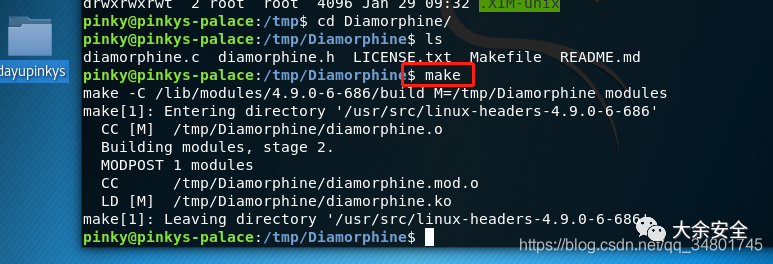 drwxrwxrwt  2 root  root  4096 Jan 29 09:32 .XIM-unix
pinky@pinkys-palace:/tmp$ cd Diamorphine/
pinky@pinkys-palace:/tmp/Diamorphine$ ls
diamorphine.c  diamorphine.h  LICENSE.txt  Makefile  README.md
pinky@pinkys-palace:/tmp/Diamorphine$ make
make -C /lib/modules/4.9.0-6-686/build M=/tmp/Diamorphine modules
make[1]: Entering directory '/usr/src/linux-headers-4.9.0-6-686'
  CC [M]  /tmp/Diamorphine/diamorphine.o
  Building modules, stage 2.
  MODPOST 1 modules
  CC      /tmp/Diamorphine/diamorphine.mod.o
  LD [M]  /tmp/Diamorphine/diamorphine.ko
make[1]: Leaving directory '/usr/src/linux-headers-4.9.0-6-686'
pinky@pinkys-palace:/tmp/Diamorphine$
dayupinkys
大余安全
https://blog.csdn.net/qq_34801745